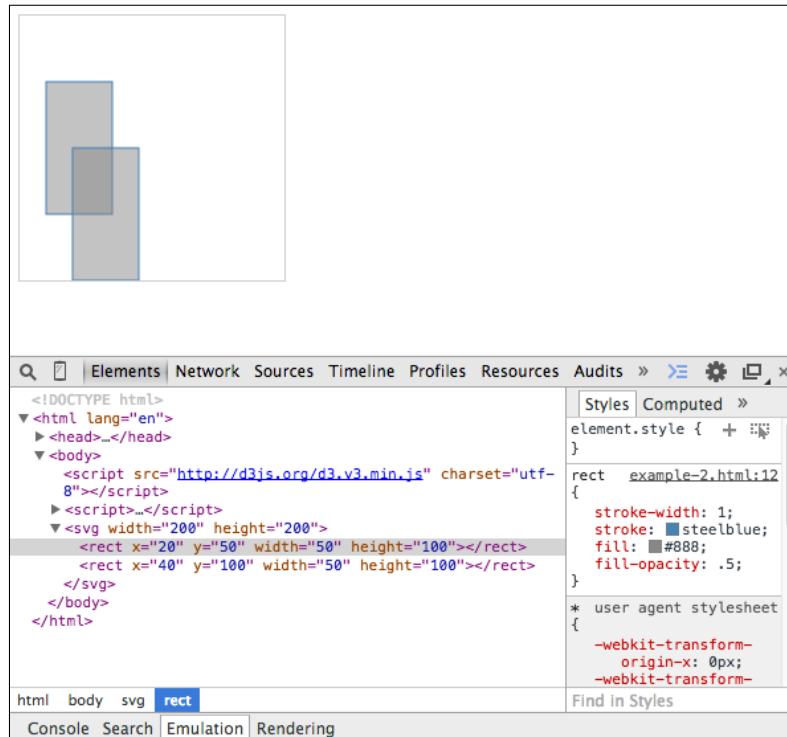 Elements Network Sources Timeline Profiles Resources Audits »
<!DOCTYPE html>
▼<html lang="en">
▶<head>…</head>
▼<body>
<script src="http://d3js.org/d3.v3.min.js" charset="utf-
8"></script>
▶<script>…</script>
▼<svg width="200" height="200">
<rect x="20" y="50" width="50" height="100"></rect>
<rect x="40" y="100" width="50" height="100"></rect>
</svg>
</body>
</html>
html body svg rect
Styles Computed »
element.style { +
}
rect example-2.html:12
{
stroke-width: 1;
stroke: steelblue;
fill: #888;
fill-opacity: .5;
}
* user agent stylesheet
{
-webkit-transform-
origin-x: 0px;
-webkit-transform-
Find in Styles
Console Search Emulation Rendering